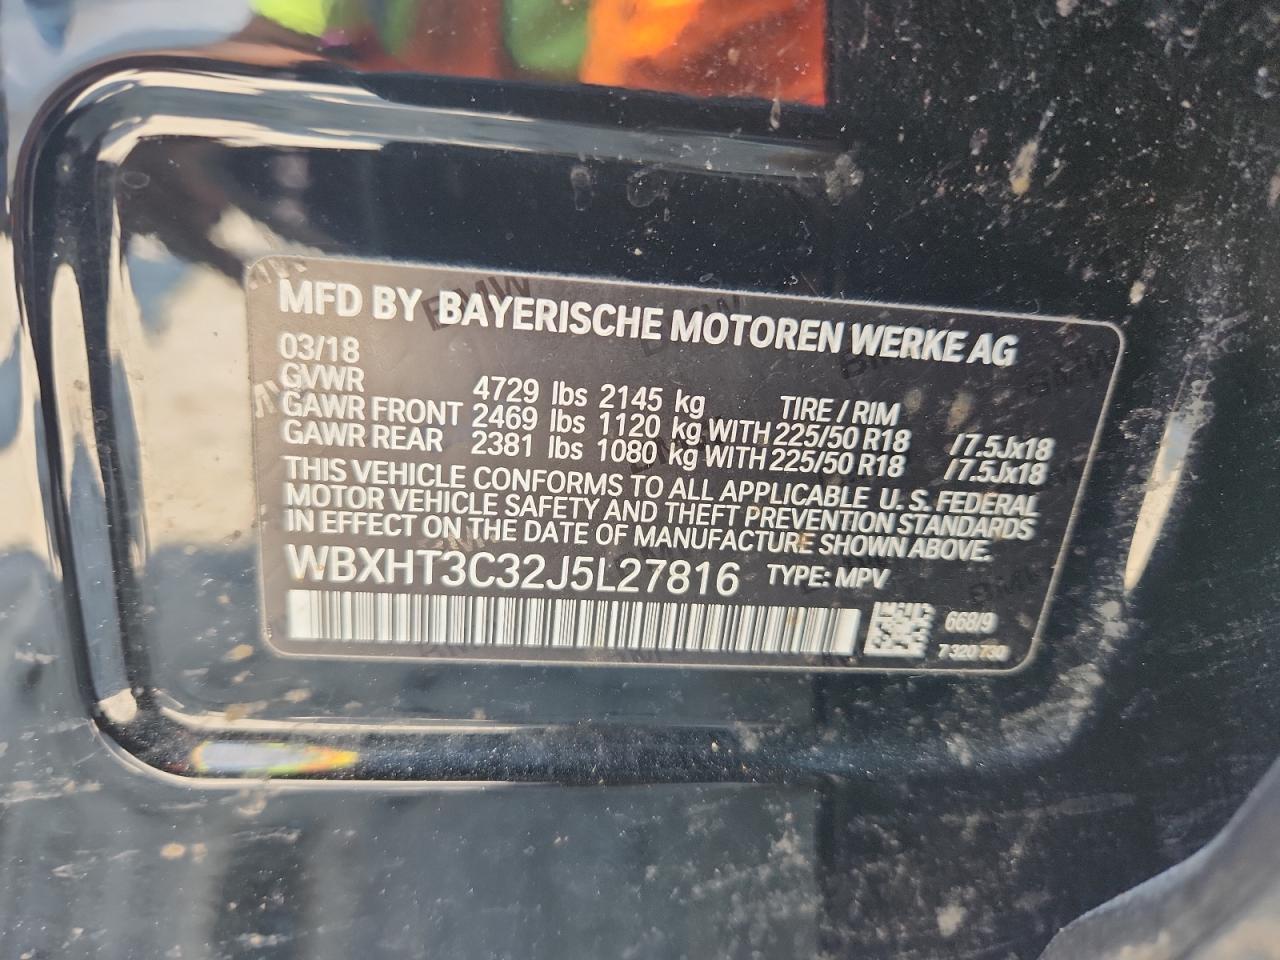 MFD BY BAYERISCHE MOTOREN WERKE AG
03/18
GVWR 4729 lbs 2145 kg TIRE / RIM
GAWR FRONT 2469 lbs 1120 kg WITH 225/50 R18 /7.5Jx18
GAWR REAR 2381 lbs 1080 kg WITH 225/50 R18 /7.5Jx18
THIS VEHICLE CONFORMS TO ALL APPLICABLE U.S. FEDERAL
MOTOR VEHICLE SAFETY AND THEFT PREVENTION STANDARDS
IN EFFECT ON THE DATE OF MANUFACTURE SHOWN ABOVE.
WBXHT3C32J5L27816 TYPE: MPV
668/9
7 320 730